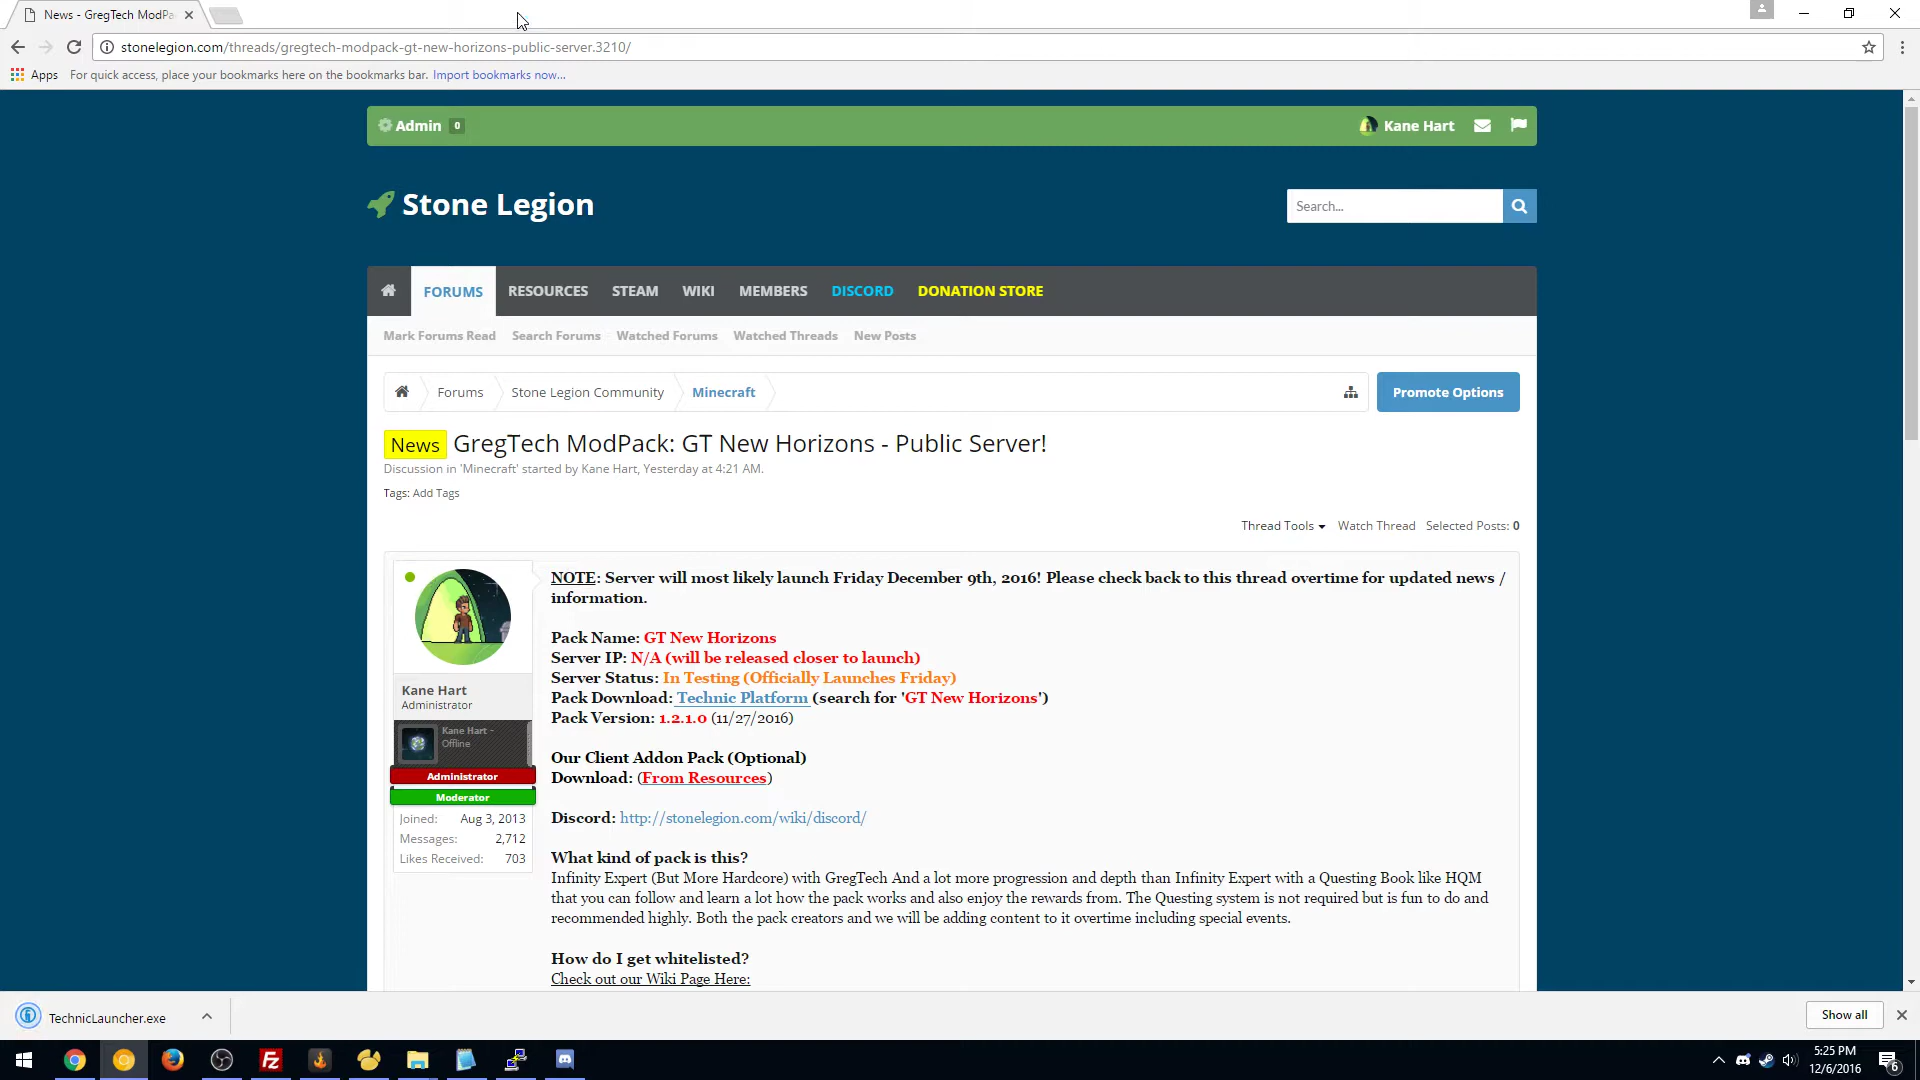 News - GregTech ModPa
stonelegion.com/threads/gregtech-modpack-gt-new-horizons-public-server.3210/
Apps For quick access, place your bookmarks here on the bookmarks bar. Import bookmarks now...
Admin 0
Kane Hart
Stone Legion
Search...
FORUMS RESOURCES STEAM WIKI MEMBERS DISCORD DONATION STORE
Mark Forums Read Search Forums Watched Forums Watched Threads New Posts
Forums Stone Legion Community Minecraft
Promote Options
News GregTech ModPack: GT New Horizons - Public Server!
Discussion in 'Minecraft' started by Kane Hart, Yesterday at 4:21 AM.
Tags: Add Tags
Thread Tools Watch Thread Selected Posts: 0
Kane Hart
Administrator
Kane Hart -
Offline
Administrator
Moderator
Joined: Aug 3, 2013
Messages: 2,712
Likes Received: 703
NOTE: Server will most likely launch Friday December 9th, 2016! Please check back to this thread overtime for updated news /
information.
Pack Name: GT New Horizons
Server IP: N/A (will be released closer to launch)
Server Status: In Testing (Officially Launches Friday)
Pack Download: Technic Platform (search for 'GT New Horizons')
Pack Version: 1.2.1.0 (11/27/2016)
Our Client Addon Pack (Optional)
Download: (From Resources)
Discord: http://stonelegion.com/wiki/discord/
What kind of pack is this?
Infinity Expert (But More Hardcore) with GregTech And a lot more progression and depth than Infinity Expert with a Questing Book like HQM
that you can follow and learn a lot how the pack works and also enjoy the rewards from. The Questing system is not required but is fun to do and
recommended highly. Both the pack creators and we will be adding content to it overtime including special events.
How do I get whitelisted?
Check out our Wiki Page Here:
TechnicLauncher.exe
Show all
5:25 PM
12/6/2016
6